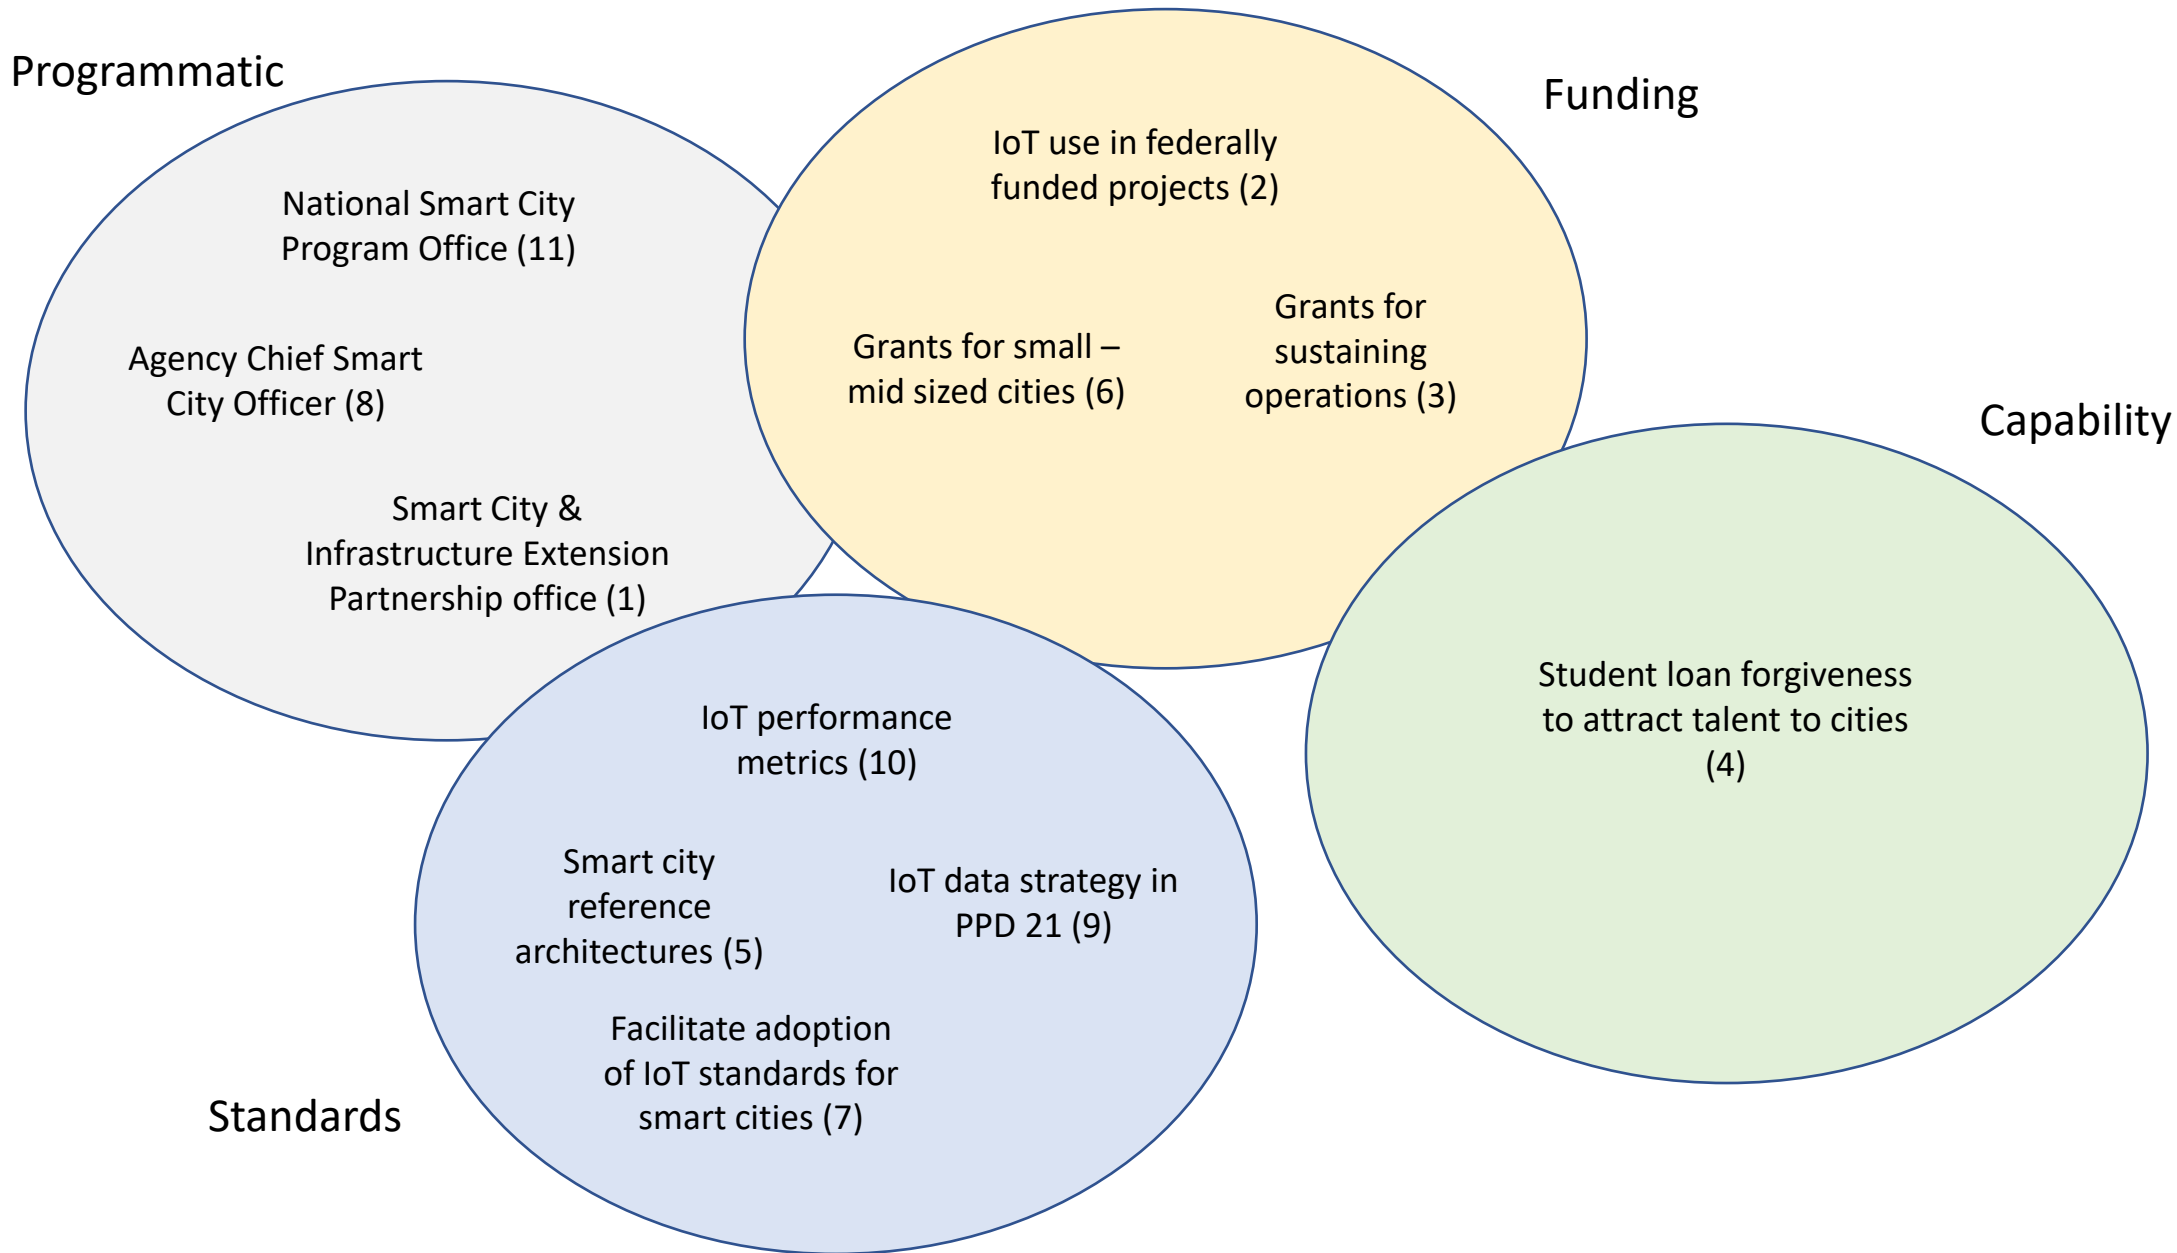 Programmatic
National Smart City
Program Office (11)
Agency Chief Smart
City Officer (8)
Smart City &
Infrastructure Extension
Partnership office (1)
Funding
IoT use in federally
funded projects (2)
Grants for small –
mid sized cities (6)
Grants for
sustaining
operations (3)
Capability
Student loan forgiveness
to attract talent to cities
(4)
IoT performance
metrics (10)
Smart city
reference
architectures (5)
IoT data strategy in
PPD 21 (9)
Facilitate adoption
of IoT standards for
smart cities (7)
Standards